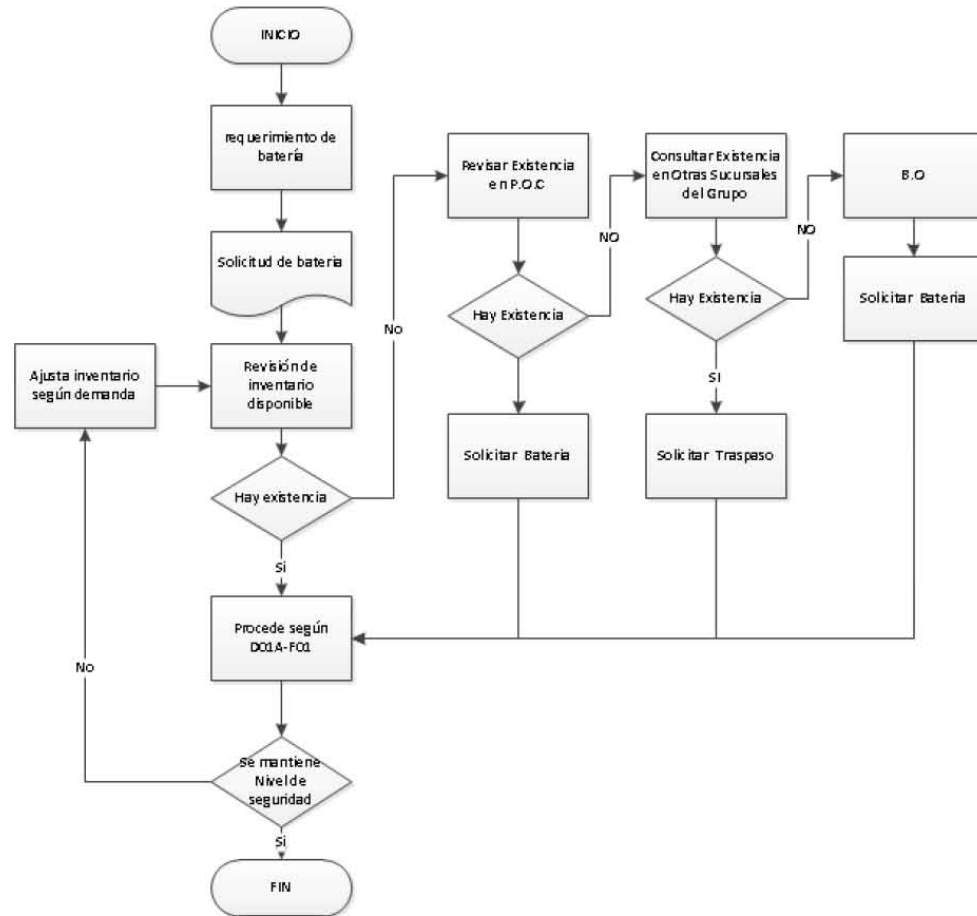 INICIO
requerimiento de
batería
Solicitud de bateria
Revisión de
inventario
disponible
Ajusta inventario
según demanda
Hay existencia
No
Si
Procede según
D01A-F01
Se mantiene
Nivel de
seguridad
No
Si
FIN
Revisar Existencia
en P.O.C
Hay Existencia
NO
Solicitar Bateria
Consultar Existencia
en Otras Sucursales
del Grupo
Hay Existencia
NO
SI
Solicitar Traspaso
B.O
Solicitar Bateria